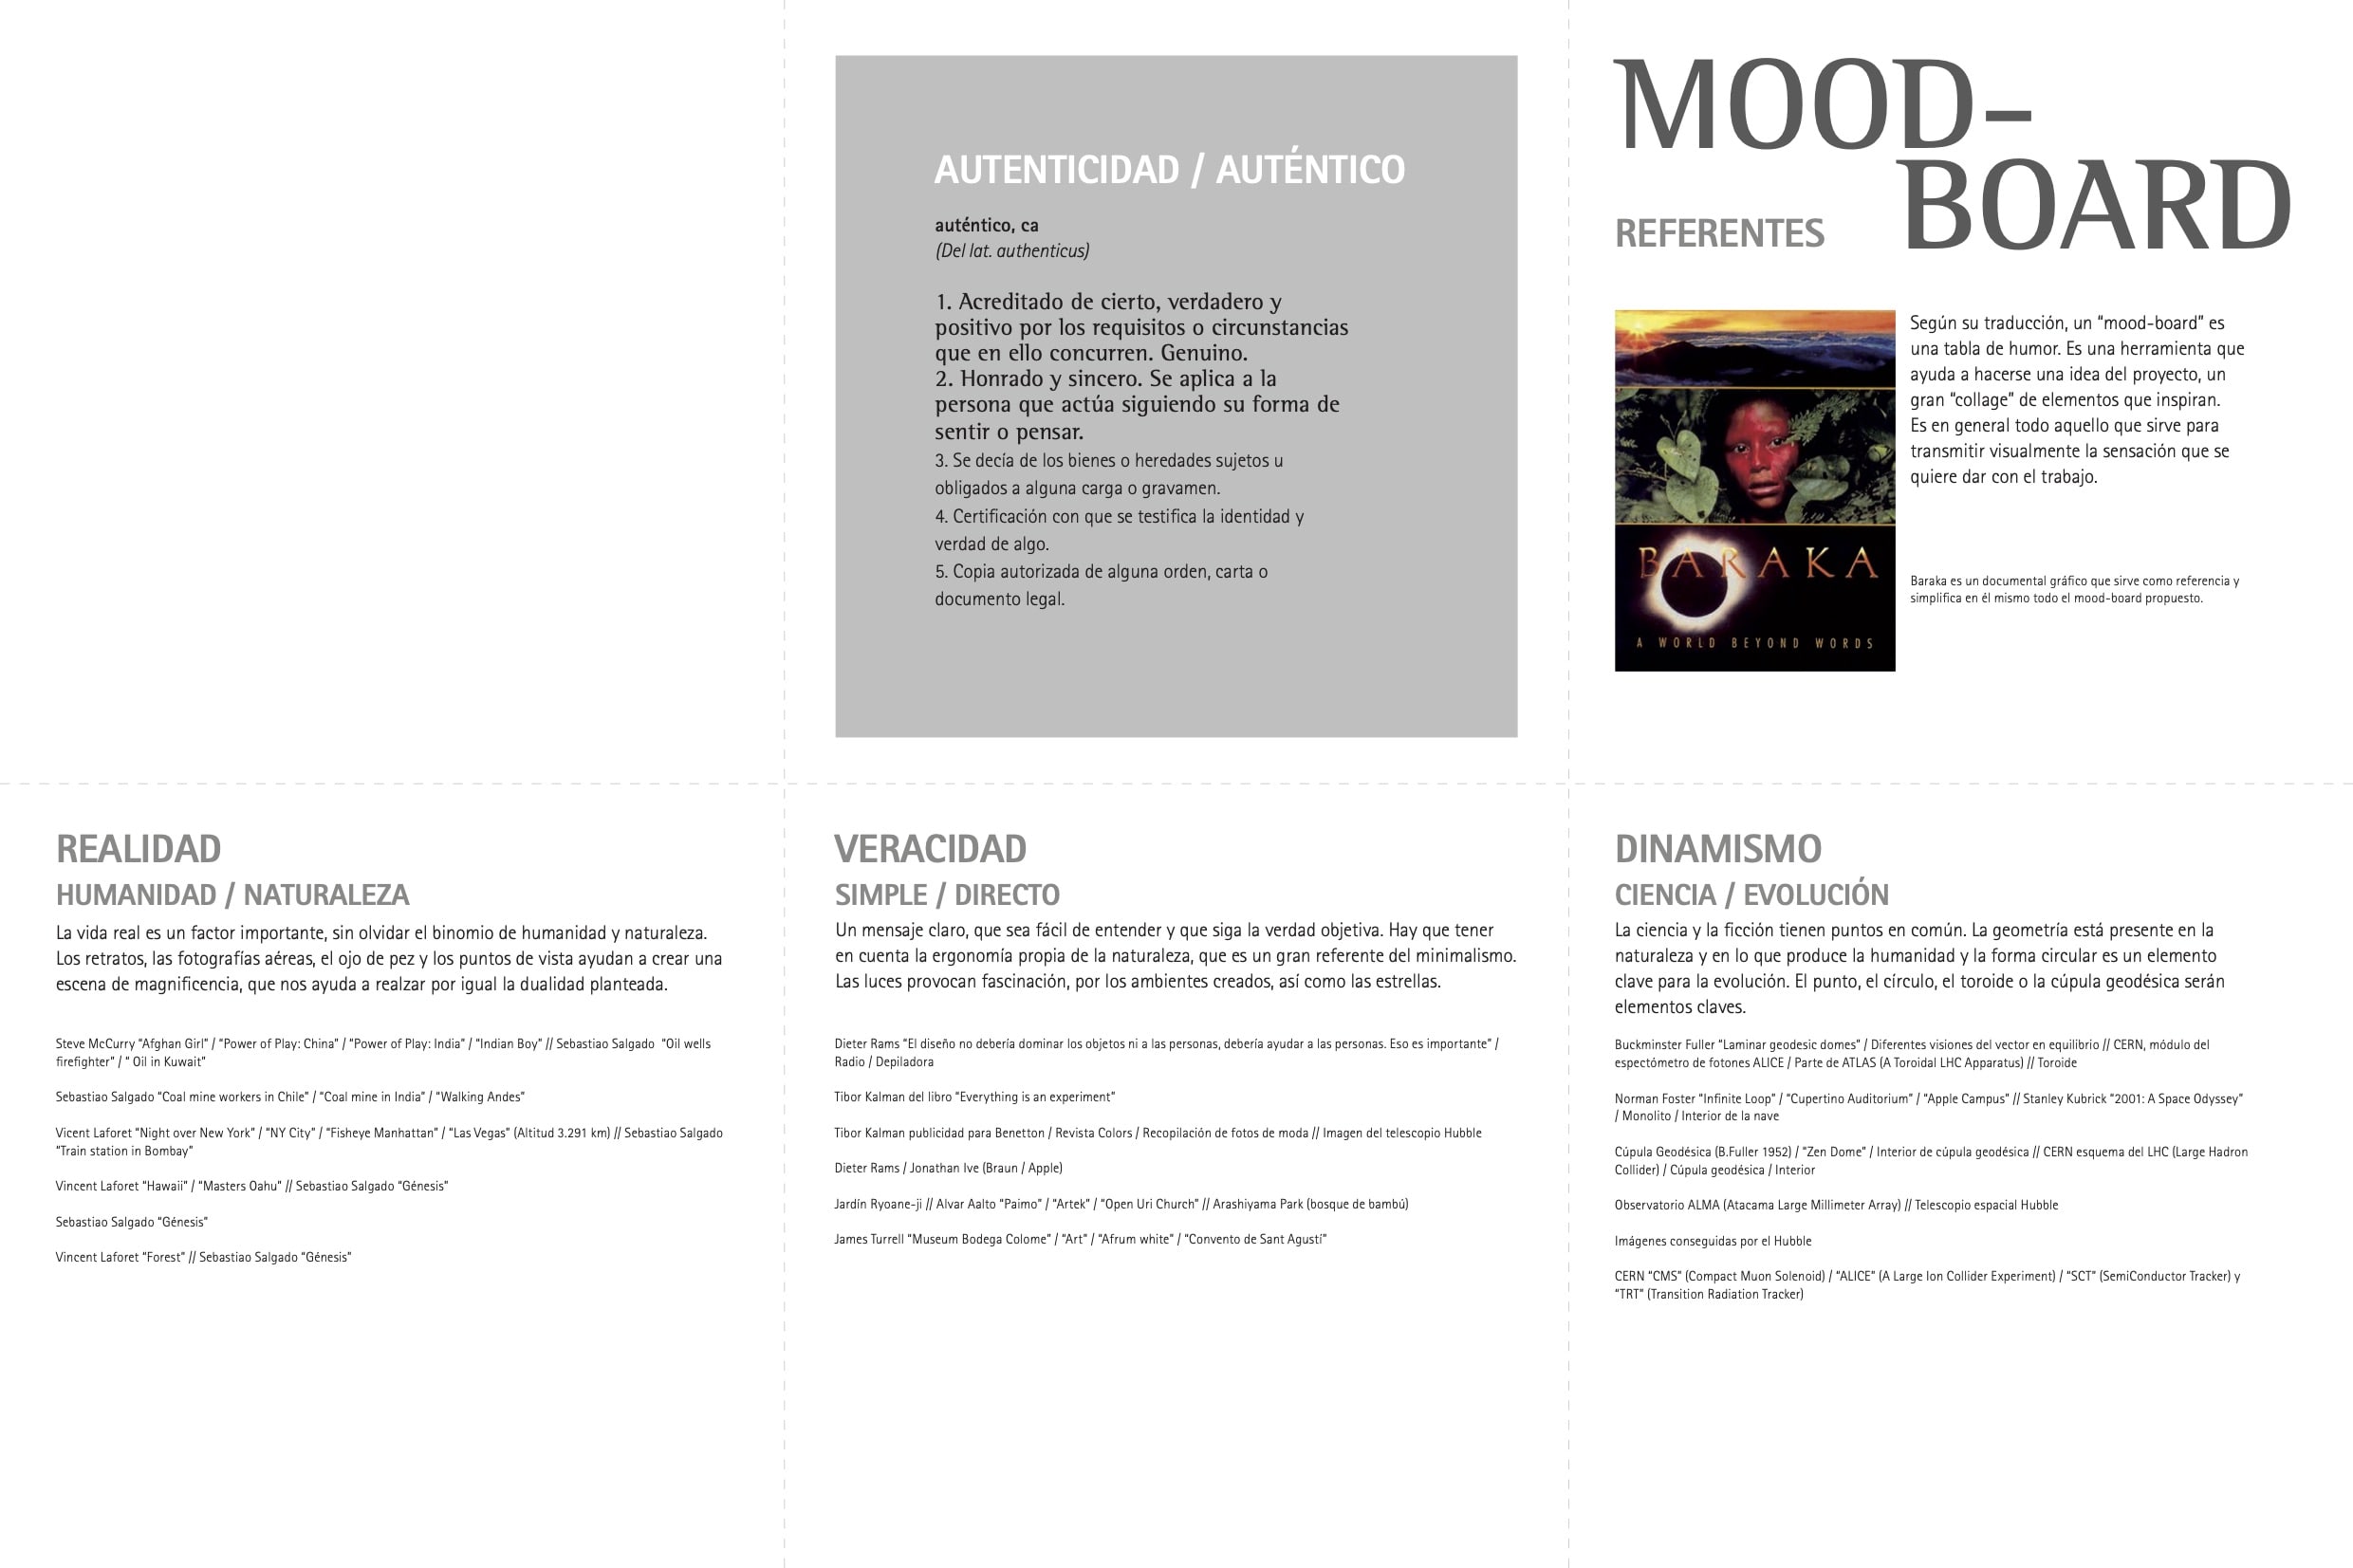 AUTENTICIDAD / AUTÉNTICO
auténtico, ca
(Del lat. authenticus)
1. Acreditado de cierto, verdadero y
positivo por los requisitos o circunstancias
que en ello concurren. Genuino.
2. Honrado y sincero. Se aplica a la
persona que actúa siguiendo su forma de
sentir o pensar.
3. Se decía de los bienes o heredades sujetos u
obligados a alguna carga o gravamen.
4. Certificación con que se testifica la identidad y
verdad de algo.
5. Copia autorizada de alguna orden, carta o
documento legal.
MOOD-
BOARD
REFERENTES
BARAKA
A WORLD BEYOND WORDS
Según su traducción, un “mood-board” es
una tabla de humor. Es una herramienta que
ayuda a hacerse una idea del proyecto, un
gran “collage” de elementos que inspiran.
Es en general todo aquello que sirve para
transmitir visualmente la sensación que se
quiere dar con el trabajo.
Baraka es un documental gráfico que sirve como referencia y
simplifica en él mismo todo el mood-board propuesto.
REALIDAD
HUMANIDAD / NATURALEZA
La vida real es un factor importante, sin olvidar el binomio de humanidad y naturaleza.
Los retratos, las fotografías aéreas, el ojo de pez y los puntos de vista ayudan a crear una
escena de magnificencia, que nos ayuda a realzar por igual la dualidad planteada.
Steve McCurry “Afghan Girl” / “Power of Play: China” / “Power of Play: India” / “Indian Boy” // Sebastiao Salgado “Oil wells
firefighter” / “ Oil in Kuwait”
Sebastiao Salgado “Coal mine workers in Chile” / “Coal mine in India” / “Walking Andes”
Vicent Laforet “Night over New York” / “NY City” / “Fisheye Manhattan” / “Las Vegas” (Altitud 3.291 km) // Sebastiao Salgado
“Train station in Bombay”
Vincent Laforet “Hawaii” / “Masters Oahu” // Sebastiao Salgado “Génesis”
Sebastiao Salgado “Génesis”
Vincent Laforet “Forest” // Sebastiao Salgado “Génesis”
VERACIDAD
SIMPLE / DIRECTO
Un mensaje claro, que sea fácil de entender y que siga la verdad objetiva. Hay que tener
en cuenta la ergonomía propia de la naturaleza, que es un gran referente del minimalismo.
Las luces provocan fascinación, por los ambientes creados, así como las estrellas.
Dieter Rams “El diseño no debería dominar los objetos ni a las personas, debería ayudar a las personas. Eso es importante” /
Radio / Depiladora
Tibor Kalman del libro “Everything is an experiment”
Tibor Kalman publicidad para Benetton / Revista Colors / Recopilación de fotos de moda // Imagen del telescopio Hubble
Dieter Rams / Jonathan Ive (Braun / Apple)
Jardín Ryoane-ji // Alvar Aalto “Paimo” / “Artek” / “Open Uri Church” // Arashiyama Park (bosque de bambú)
James Turrell “Museum Bodega Colome” / “Art” / “Afrum white” / “Convento de Sant Agustí”
DINAMISMO
CIENCIA / EVOLUCIÓN
La ciencia y la ficción tienen puntos en común. La geometría está presente en la
naturaleza y en lo que produce la humanidad y la forma circular es un elemento
clave para la evolución. El punto, el círculo, el toroide o la cúpula geodésica serán
elementos claves.
Buckminster Fuller “Laminar geodesic domes” / Diferentes visiones del vector en equilibrio // CERN, módulo del
espectómetro de fotones ALICE / Parte de ATLAS (A Toroidal LHC Apparatus) // Toroide
Norman Foster “Infinite Loop” / “Cupertino Auditorium” / “Apple Campus” // Stanley Kubrick “2001: A Space Odyssey”
/ Monolito / Interior de la nave
Cúpula Geodésica (B.Fuller 1952) / “Zen Dome” / Interior de cúpula geodésica // CERN esquema del LHC (Large Hadron
Collider) / Cúpula geodésica / Interior
Observatorio ALMA (Atacama Large Millimeter Array) // Telescopio espacial Hubble
Imágenes conseguidas por el Hubble
CERN “CMS” (Compact Muon Solenoid) / “ALICE” (A Large Ion Collider Experiment) / “SCT” (SemiConductor Tracker) y
“TRT” (Transition Radiation Tracker)